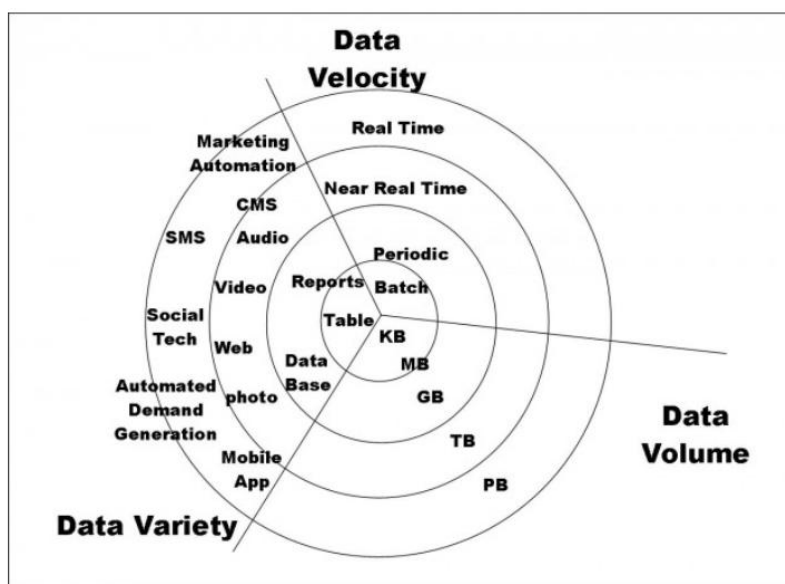 Data
Velocity
Real Time
Near Real Time
Periodic
Batch
Marketing
Automation
CMS
SMS
Audio
Reports
Video
Table
Social
Tech
Web
Data
Base
Automated
Demand
Generation
photo
Mobile
App
Data Variety
KB
MB
GB
TB
PB
Data
Volume